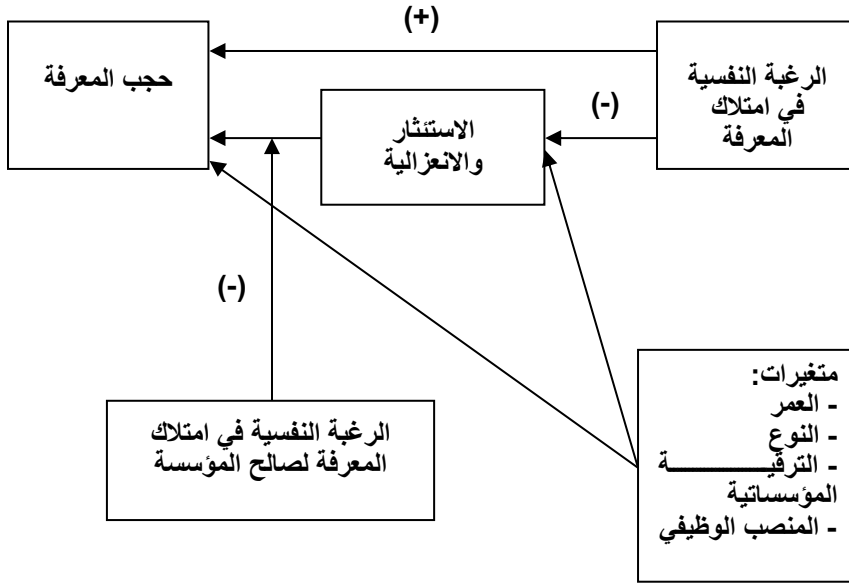 (+)
الرغبة النفسية
في امتلاك
المعرفة
حجب المعرفة
(-)
الاستئثار
والانعزالية
(-)
متغيرات:
- العمر
- النوع
- الترقيــــــــــــة
المؤسساتية
- المنصب الوظيفي
الرغبة النفسية في امتلاك
المعرفة لصالح المؤسسة